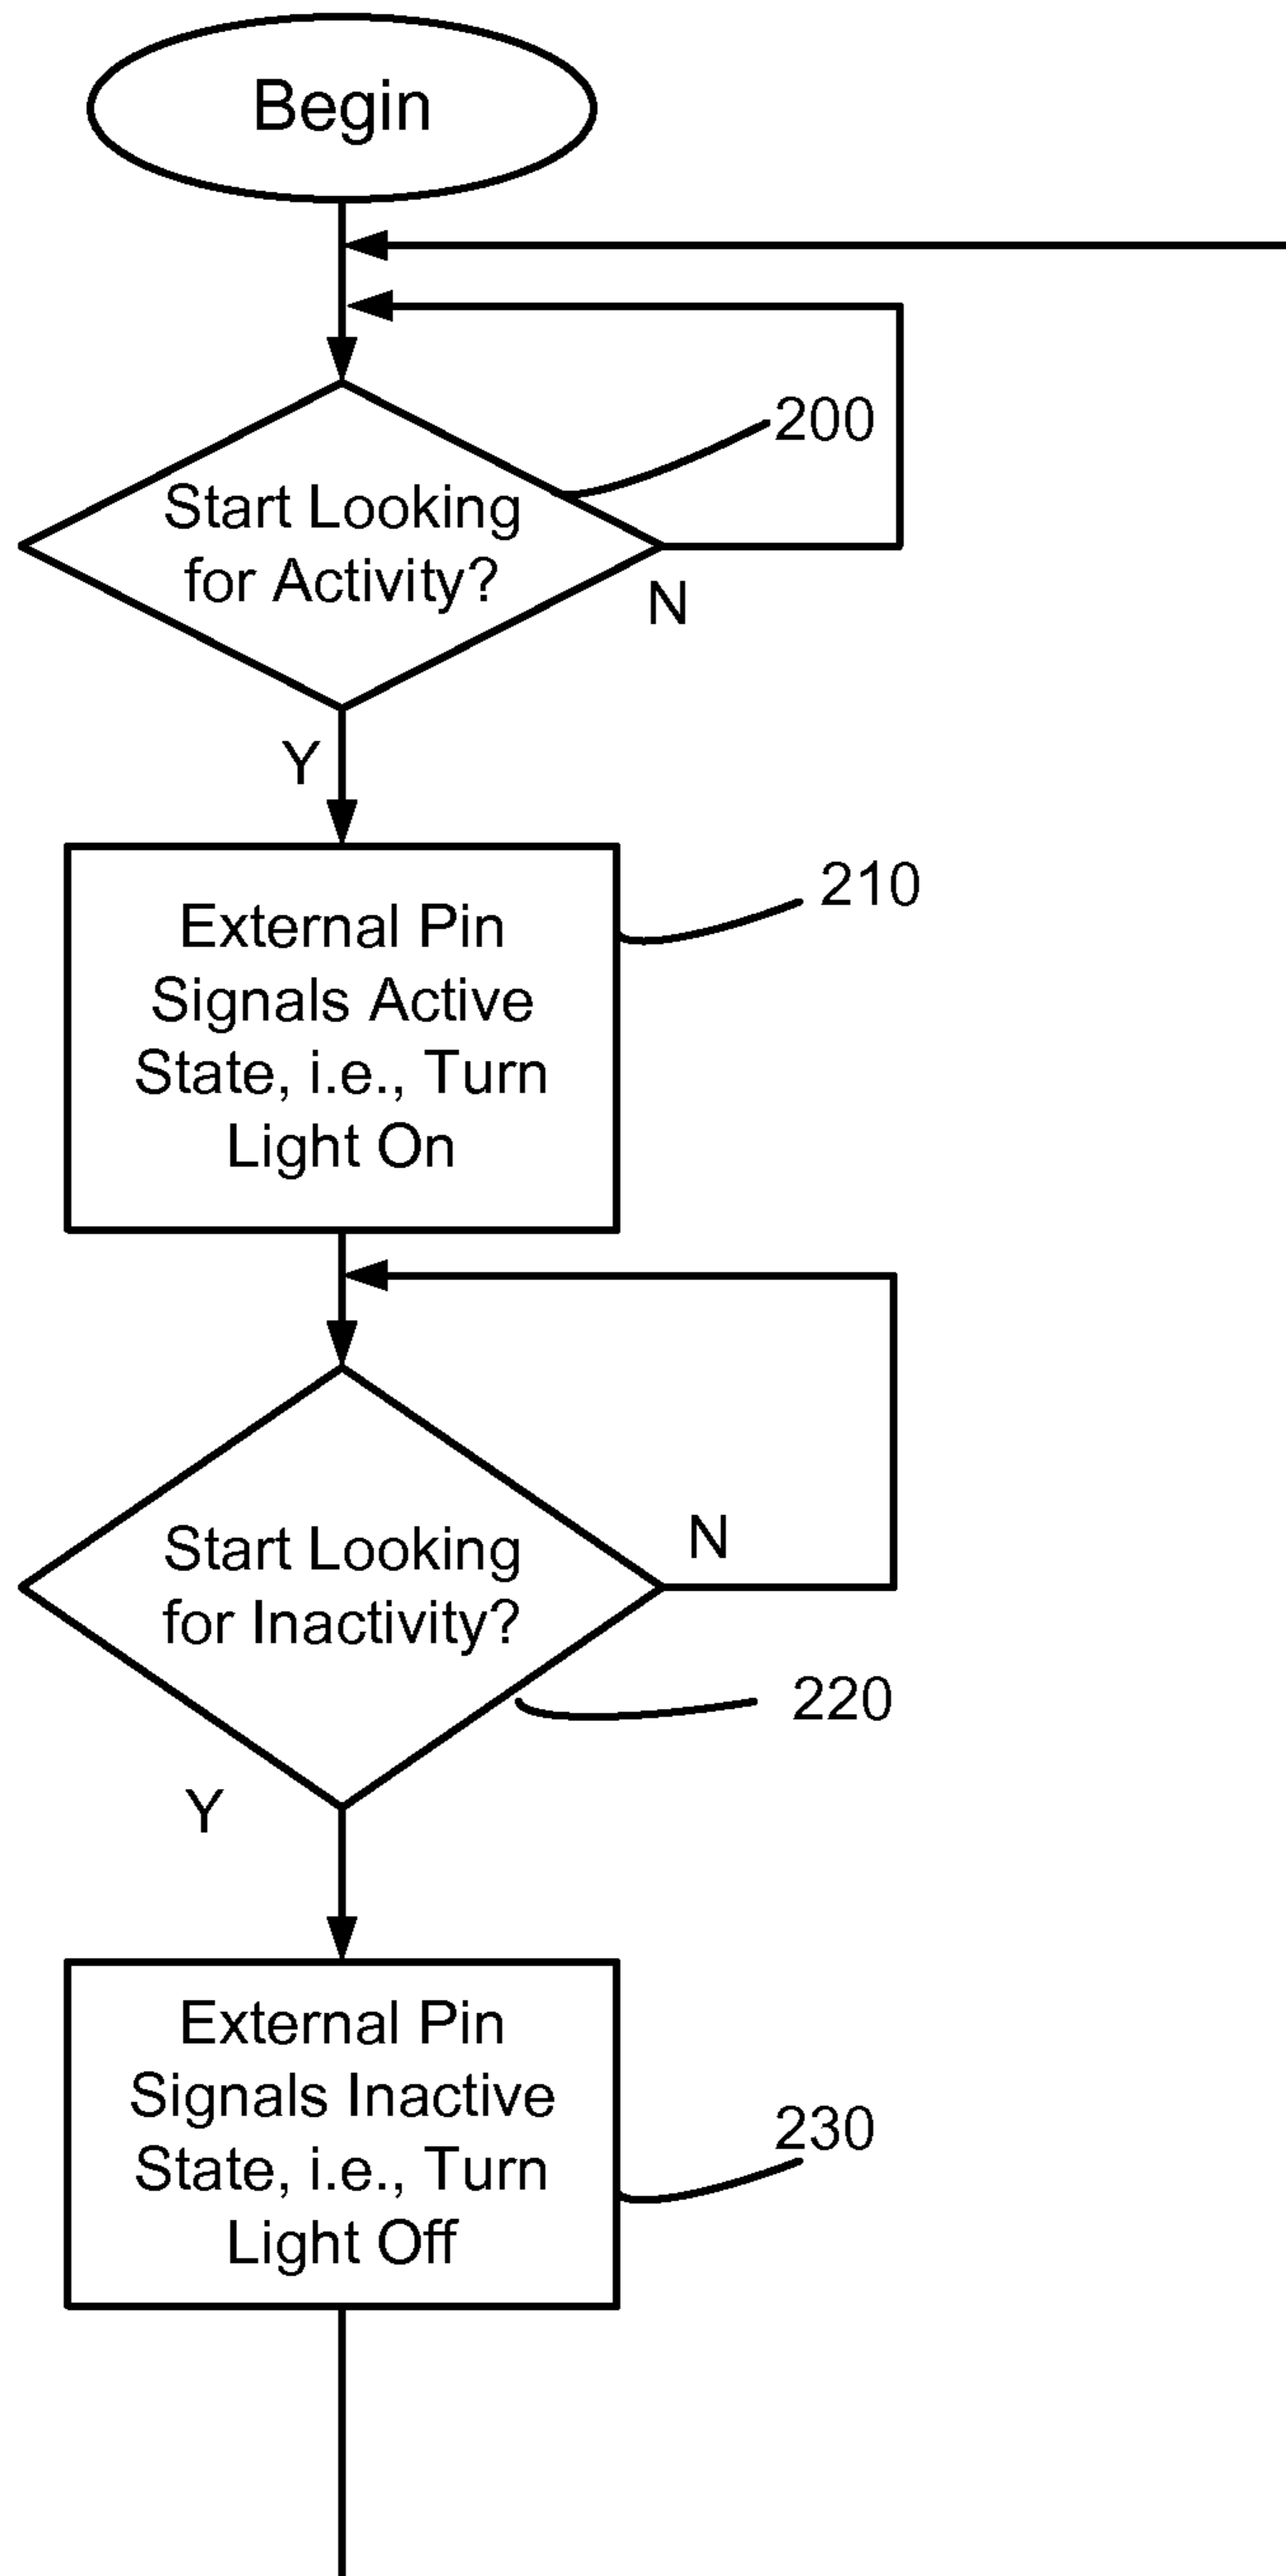 Begin
200
Start Looking
for Activity?
N
Y
210
External Pin
Signals Active
State, i.e., Turn
Light On
N
Start Looking
for Inactivity?
220
Y
External Pin
Signals Inactive
State, i.e., Turn
Light Off
230